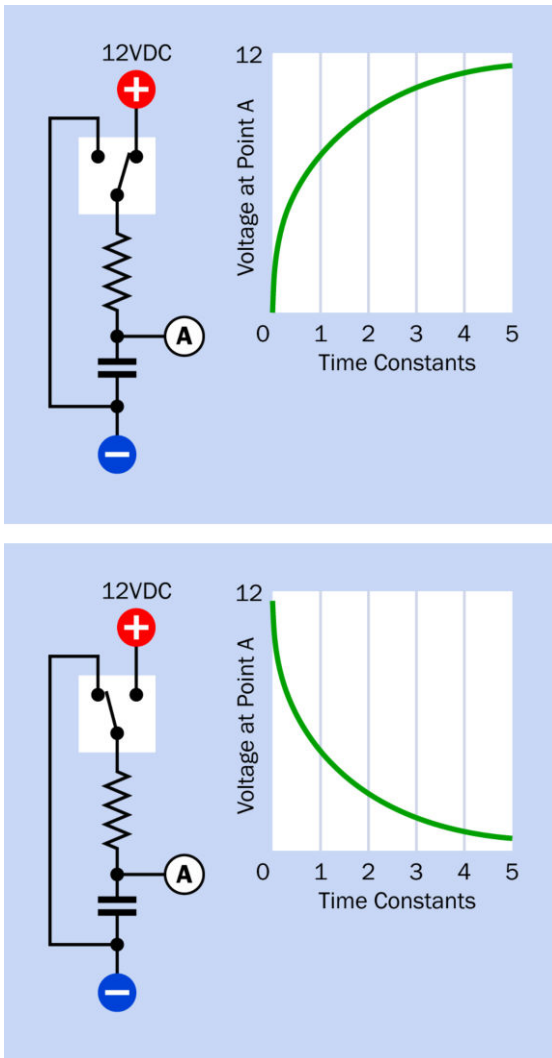 12VDC
+
12
Voltage at Point A
A
0 1 2 3 4 5
Time Constants
−
12VDC
+
12
Voltage at Point A
A
0 1 2 3 4 5
Time Constants
−